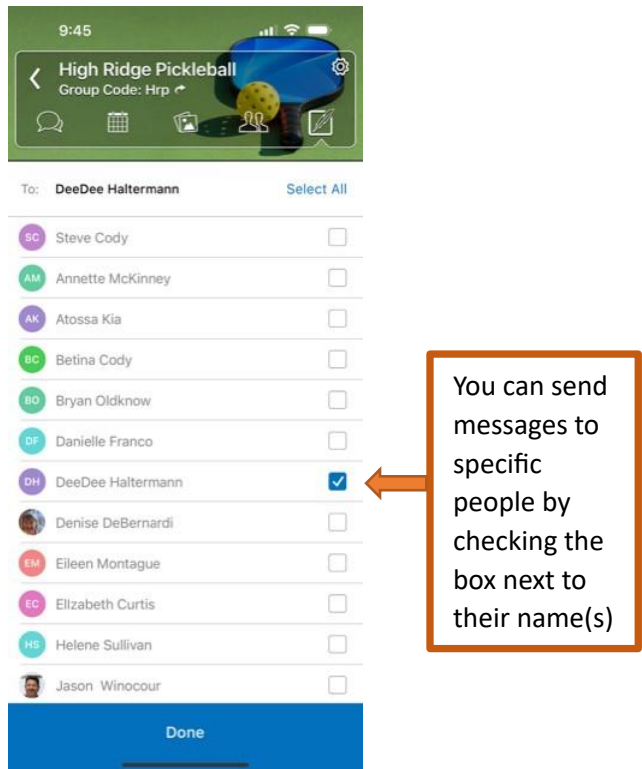 9:45
High Ridge Pickleball
Group Code: Hrp
To: DeeDee Haltermann Select All
SC Steve Cody
AM Annette McKinney
AK Atossa Kia
BC Betina Cody
BO Bryan Oldknow
DF Danielle Franco
DH DeeDee Haltermann
Denise DeBernardi
EM Eileen Montague
EC Ellzabeth Curtis
HS Helene Sullivan
Jason Winocour
Done
You can send
messages to
specific
people by
checking the
box next to
their name(s)